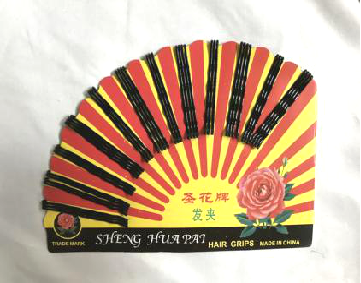 圣花牌
发夹
TRADE MARK
SHENG HUA PAI
HAIR GRIPS MADE IN CHINA